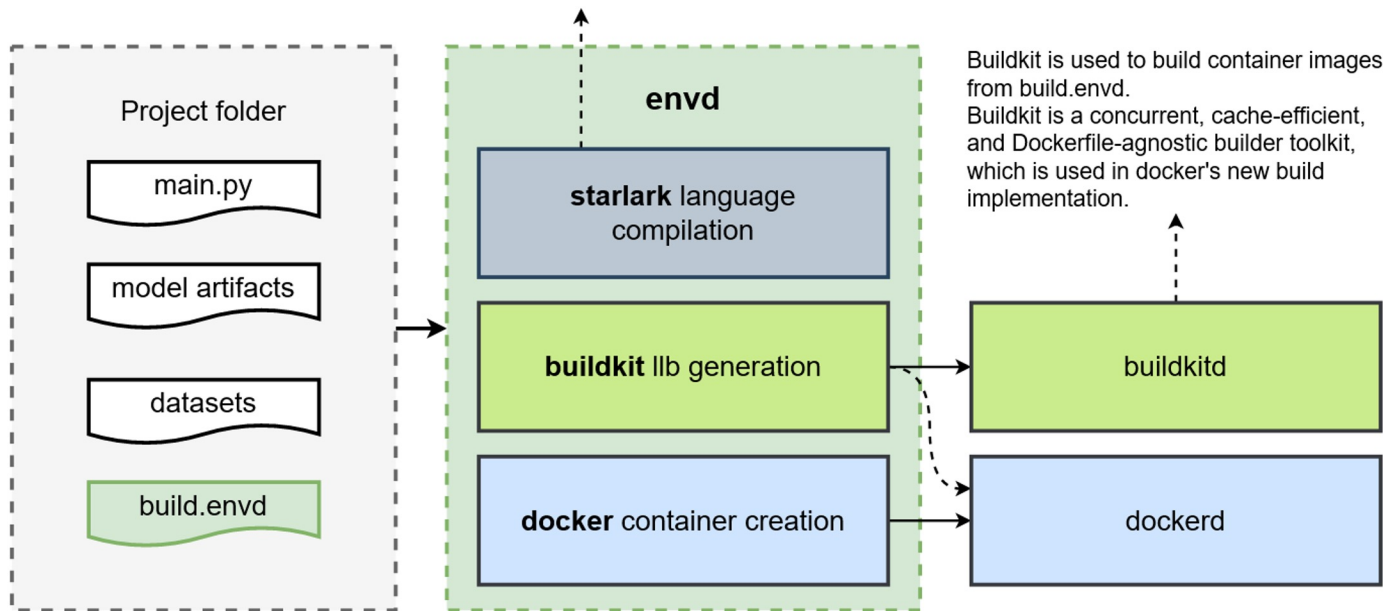 Project folder
main.py
model artifacts
datasets
build.envd
envd
starlark language
compilation
buildkit llb generation
docker container creation
Buildkit is used to build container images
from build.envd.
Buildkit is a concurrent, cache-efficient,
and Dockerfile-agnostic builder toolkit,
which is used in docker's new build
implementation.
buildkitd
dockerd